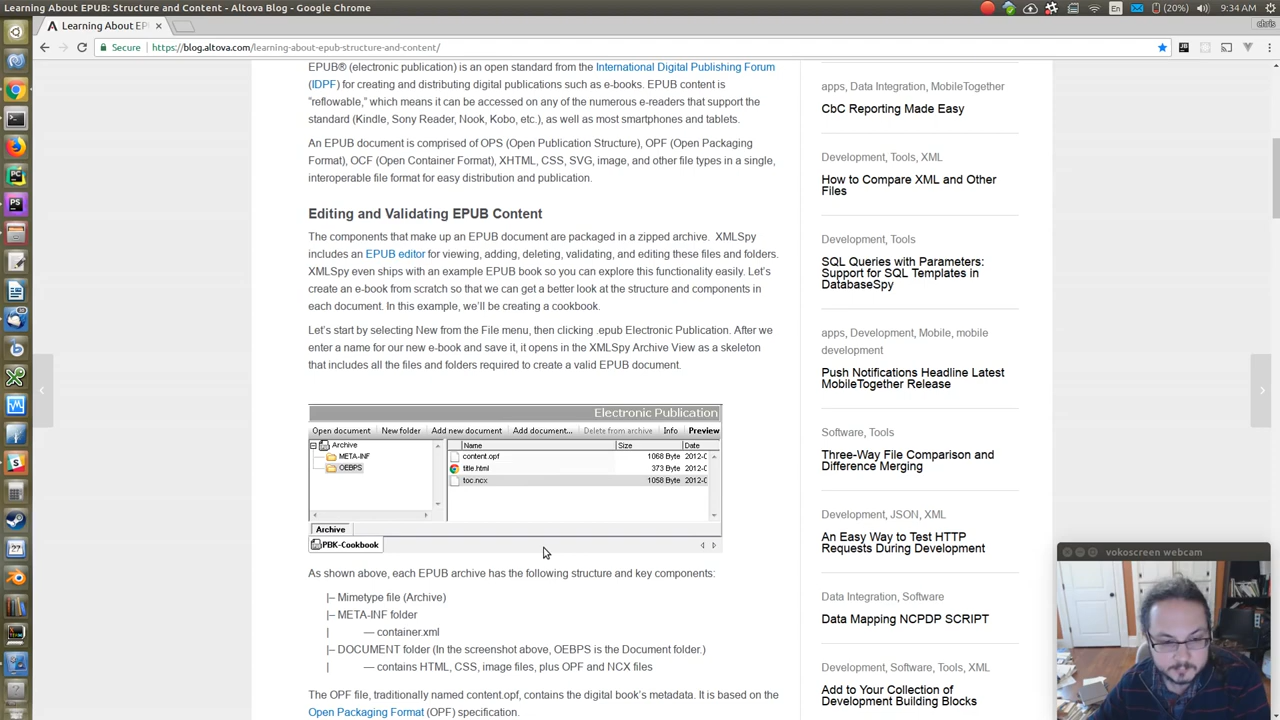 Learning About EPUB: Structure and Content - Altova Blog - Google Chrome
En
(20%)
9:34 AM
Learning About EP
chris
Secure
https://blog.altova.com/learning-about-epub-structure-and-content/
EPUB® (electronic publication) is an open standard from the International Digital Publishing Forum
(IDPF) for creating and distributing digital publications such as e-books. EPUB content is
“reflowable,” which means it can be accessed on any of the numerous e-readers that support the
standard (Kindle, Sony Reader, Nook, Kobo, etc.), as well as most smartphones and tablets.
An EPUB document is comprised of OPS (Open Publication Structure), OPF (Open Packaging
Format), OCF (Open Container Format), XHTML, CSS, SVG, image, and other file types in a single,
interoperable file format for easy distribution and publication.
Editing and Validating EPUB Content
The components that make up an EPUB document are packaged in a zipped archive. XMLSpy
includes an EPUB editor for viewing, adding, deleting, validating, and editing these files and folders.
XMLSpy even ships with an example EPUB book so you can explore this functionality easily. Let’s
create an e-book from scratch so that we can get a better look at the structure and components in
each document. In this example, we’ll be creating a cookbook.
Let’s start by selecting New from the File menu, then clicking .epub Electronic Publication. After we
enter a name for our new e-book and save it, it opens in the XMLSpy Archive View as a skeleton
that includes all the files and folders required to create a valid EPUB document.
Electronic Publication
Open document New folder Add new document Add document... Delete from archive Info Preview
Archive
META-INF
OEBPS
Name Size Date
content.opf 1068 Byte 2012-0
title.html 373 Byte 2012-0
toc.ncx 1058 Byte 2012-0
Archive
PBK-Cookbook
As shown above, each EPUB archive has the following structure and key components:
|– Mimetype file (Archive)
|– META-INF folder
| — container.xml
|– DOCUMENT folder (In the screenshot above, OEBPS is the Document folder.)
| — contains HTML, CSS, image files, plus OPF and NCX files
The OPF file, traditionally named content.opf, contains the digital book’s metadata. It is based on the
Open Packaging Format (OPF) specification.
apps, Data Integration, MobileTogether
CbC Reporting Made Easy
Development, Tools, XML
How to Compare XML and Other
Files
Development, Tools
SQL Queries with Parameters:
Support for SQL Templates in
DatabaseSpy
apps, Development, Mobile, mobile
development
Push Notifications Headline Latest
MobileTogether Release
Software, Tools
Three-Way File Comparison and
Difference Merging
Development, JSON, XML
An Easy Way to Test HTTP
Requests During Development
Data Integration, Software
Data Mapping NCPDP SCRIPT
Development, Software, Tools, XML
Add to Your Collection of
Development Building Blocks
vokoscreen webcam